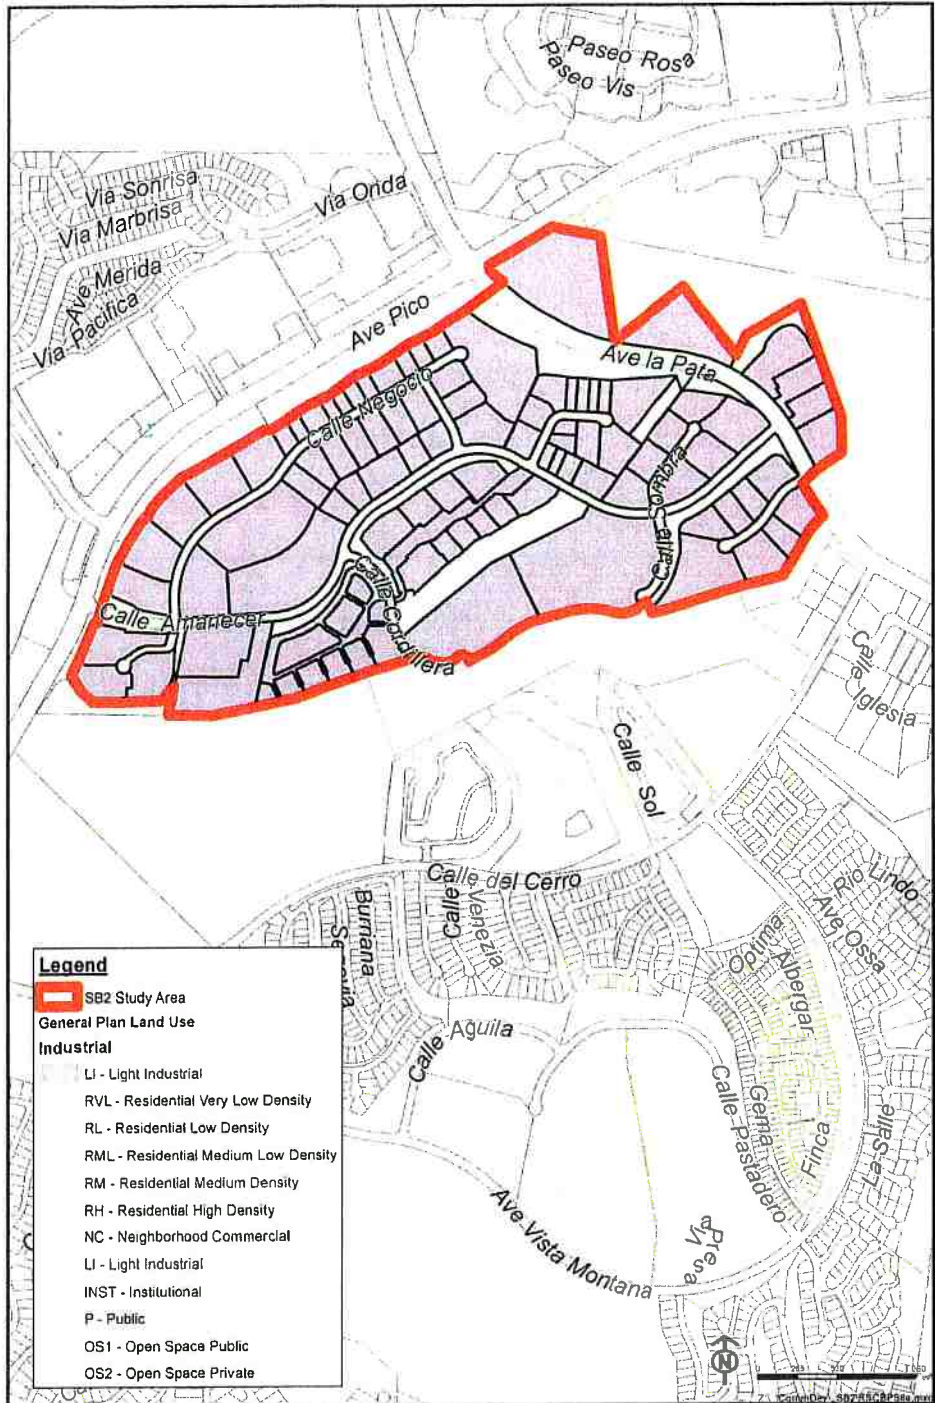 Paseo Rosa
Paseo Vis
Via Sonrisa
Via Marbrisa
Via Onda
Ave Merida
Via Pacifica
Ave Pico
Ave la Pata
Calle Negocio
Calle Sombra
Calle Amanecer
Calle Cordillera
Calle Iglesia
Calle Sol
Calle del Cerro
Calle Venezia
Buriana
Rio Lindo
Ave Ossa
Optima
Albergar
Calle Aguila
Calle Pastadero
Gema
Finca
La Salle
Ave Vista Montana
Via Presa
Legend
SB2 Study Area
General Plan Land Use
Industrial
LI - Light Industrial
RVL - Residential Very Low Density
RL - Residential Low Density
RML - Residential Medium Low Density
RM - Residential Medium Density
RH - Residential High Density
NC - Neighborhood Commercial
LI - Light Industrial
INST - Institutional
P - Public
OS1 - Open Space Public
OS2 - Open Space Private
N